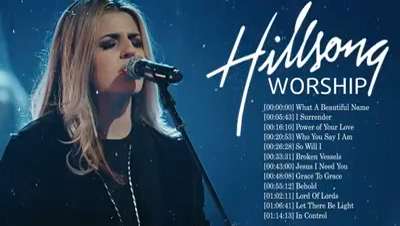 Hillsong
WORSHIP
[00:00:00] What A Beautiful Name
[00:05:43] I Surrender
[00:16:10] Power of Your Love
[00:20:53] Who You Say I Am
[00:26:28] So Will I
[00:33:31] Broken Vessels
[00:43:00] Jesus I Need You
[00:48:08] Grace To Grace
[00:55:12] Behold
[01:02:11] Lord Of Lords
[01:06:41] Let There Be Light
[01:14:13] In Control